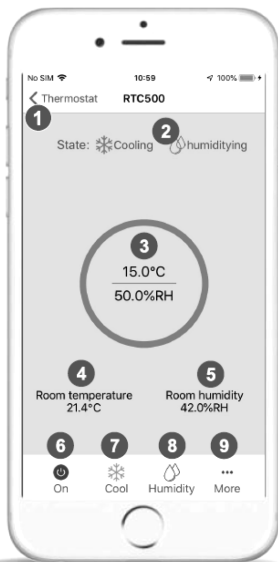 No SIM 10:59 100%
Thermostat RTC500
1
2
State: Cooling humiditying
3
15.0°C
50.0%RH
4 5
Room temperature Room humidity
21.4°C 42.0%RH
6 7 8 9
On Cool Humidity More